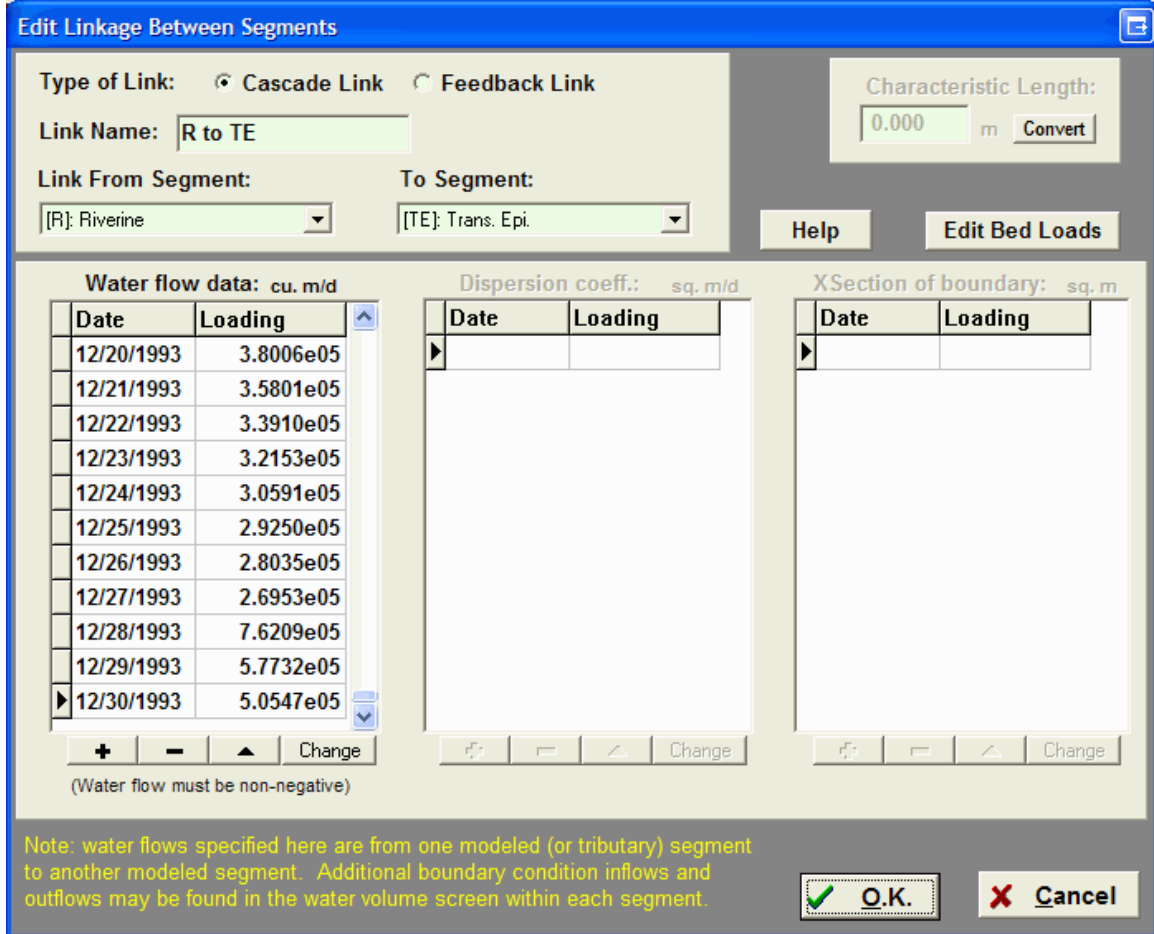 Edit Linkage Between Segments
Type of Link: Cascade Link Feedback Link
Characteristic Length:
0.000 m Convert
Link Name: R to TE
Link From Segment: To Segment:
[R]: Riverine [TE]: Trans. Epi.
Help Edit Bed Loads
Water flow data: cu. m/d Dispersion coeff.: sq. m/d XSection of boundary: sq. m
Date Loading Date Loading Date Loading
12/20/1993 3.8006e05
12/21/1993 3.5801e05
12/22/1993 3.3910e05
12/23/1993 3.2153e05
12/24/1993 3.0591e05
12/25/1993 2.9250e05
12/26/1993 2.8035e05
12/27/1993 2.6953e05
12/28/1993 7.6209e05
12/29/1993 5.7732e05
12/30/1993 5.0547e05
Change Change Change
(Water flow must be non-negative)
Note: water flows specified here are from one modeled (or tributary) segment
to another modeled segment. Additional boundary condition inflows and
outflows may be found in the water volume screen within each segment.
O.K. Cancel